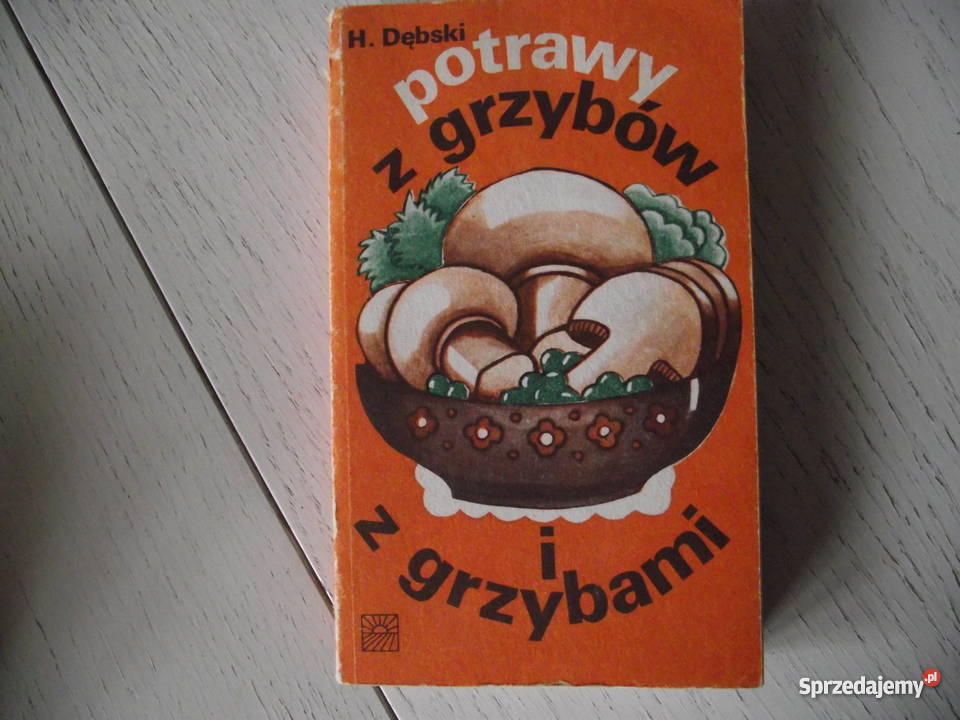 H. Dębski
potrawy
z grzybów
i
z grzybami
Sprzedajemy.pl